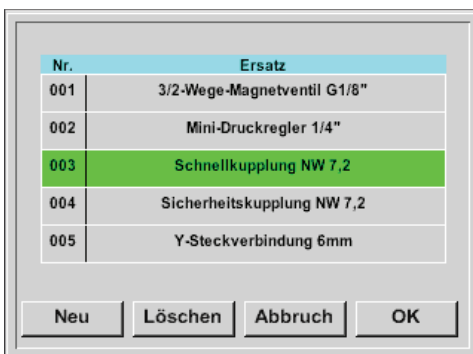 Nr. Ersatz
001 3/2-Wege-Magnetventil G1/8"
002 Mini-Druckregler 1/4"
003 Schnellkupplung NW 7,2
004 Sicherheitskupplung NW 7,2
005 Y-Steckverbindung 6mm
Neu Löschen Abbruch OK